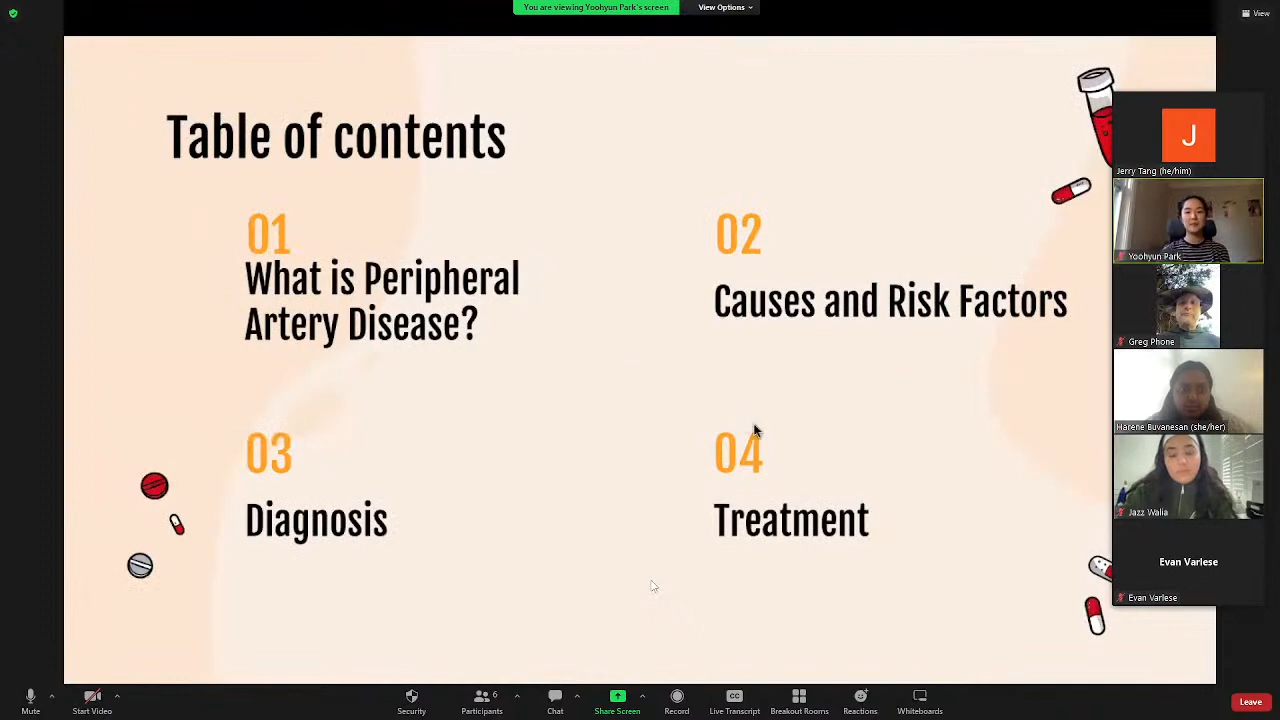 You are viewing Yoohyun Park's screen
View Options
View
Table of contents
01
What is Peripheral
Artery Disease?
02
Causes and Risk Factors
03
Diagnosis
04
Treatment
J
Jerry Tang (he/him)
Yoohyun Park
Greg Phone
Harene Buvanesan (she/her)
Jazz Walia
Evan Varlese
Evan Varlese
Mute
Start Video
Security
Participants
6
Chat
Share Screen
Record
CC
Live Transcript
Breakout Rooms
Reactions
Whiteboards
Leave